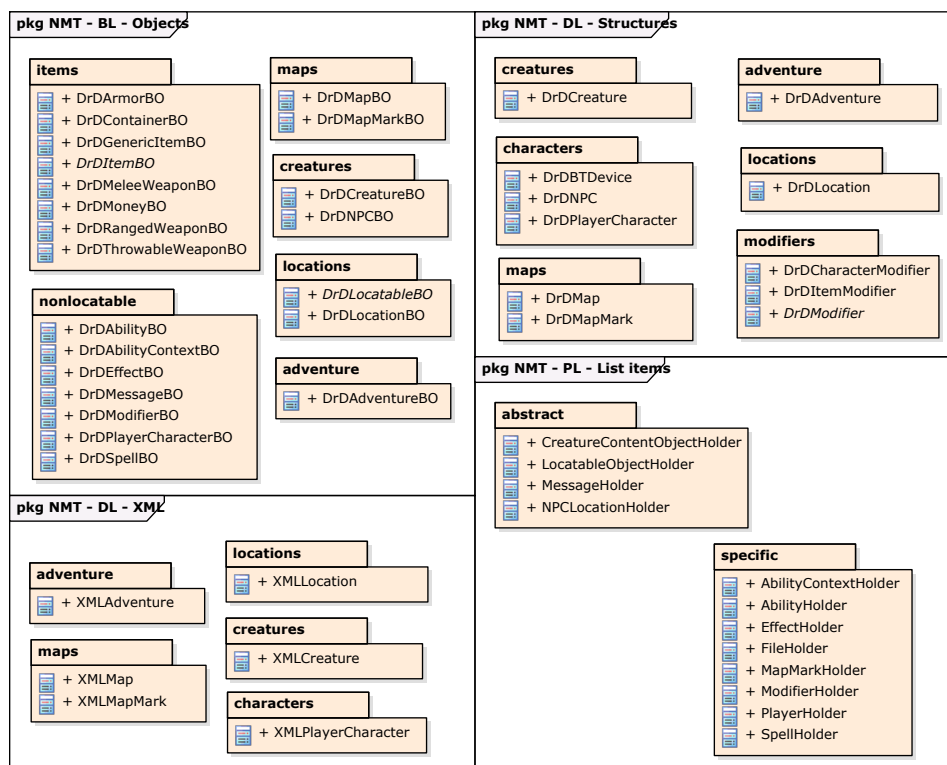 pkg NMT - BL - Objects
items
+ DrDArmorBO
+ DrDContainerBO
+ DrDGenericItemBO
+ DrDItemBO
+ DrDMeleeWeaponBO
+ DrDMoneyBO
+ DrDRangedWeaponBO
+ DrDThrowableWeaponBO
nonlocatable
+ DrDAbilityBO
+ DrDAbilityContextBO
+ DrDEffectBO
+ DrDMessageBO
+ DrDModifierBO
+ DrDPlayerCharacterBO
+ DrDSpellBO
maps
+ DrDMapBO
+ DrDMapMarkBO
creatures
+ DrDCreatureBO
+ DrDNPCBO
locations
+ DrDLocatableBO
+ DrDLocationBO
adventure
+ DrDAdventureBO
pkg NMT - DL - Structures
creatures
+ DrDCreature
characters
+ DrDBTDevice
+ DrDNPC
+ DrDPlayerCharacter
maps
+ DrDMap
+ DrDMapMark
adventure
+ DrDAdventure
locations
+ DrDLocation
modifiers
+ DrDCharacterModifier
+ DrDItemModifier
+ DrDModifier
pkg NMT - DL - XML
adventure
+ XMLAdventure
maps
+ XMLMap
+ XMLMapMark
locations
+ XMLLocation
creatures
+ XMLCreature
characters
+ XMLPlayerCharacter
pkg NMT - PL - List items
abstract
+ CreatureContentObjectHolder
+ LocatableObjectHolder
+ MessageHolder
+ NPCLocationHolder
specific
+ AbilityContextHolder
+ AbilityHolder
+ EffectHolder
+ FileHolder
+ MapMarkHolder
+ ModifierHolder
+ PlayerHolder
+ SpellHolder